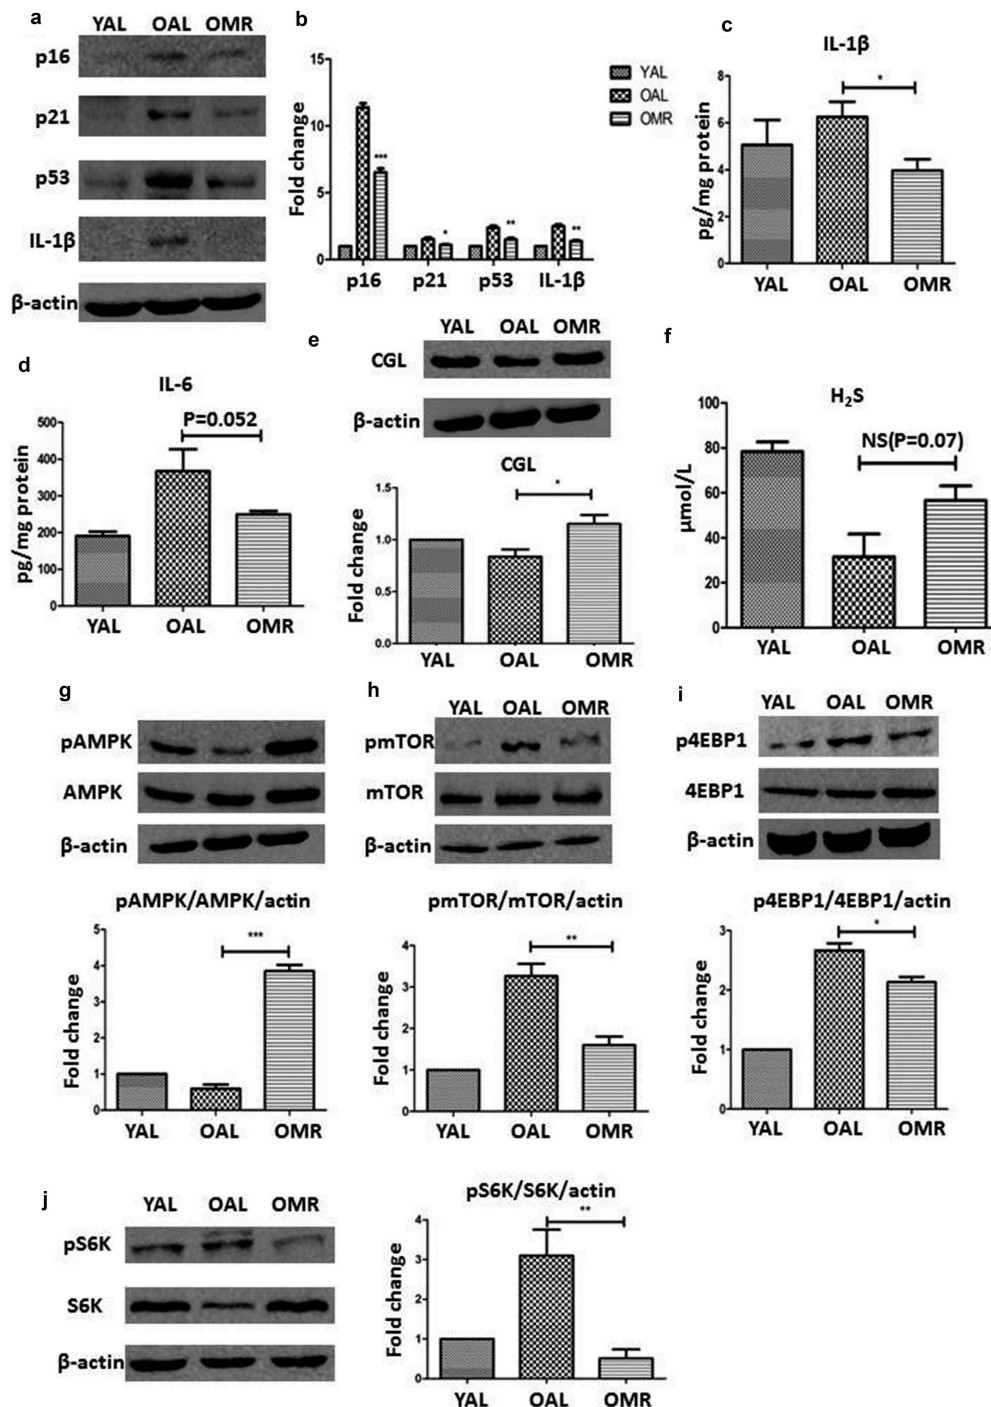 a
YAL OAL OMR
p16
p21
p53
IL-1β
β-actin
b
Fold change
15
10
5
0
***
*
**
**
p16 p21 p53 IL-1β
YAL
OAL
OMR
c
IL-1β
pg/mg protein
8
6
4
2
0
*
YAL OAL OMR
d
IL-6
pg/mg protein
500
400
300
200
100
0
P=0.052
YAL OAL OMR
e
YAL OAL OMR
CGL
β-actin
CGL
Fold change
1.5
1.0
0.5
0.0
*
YAL OAL OMR
f
H₂S
μmol/L
100
80
60
40
20
0
NS(P=0.07)
YAL OAL OMR
g
pAMPK
AMPK
β-actin
pAMPK/AMPK/actin
Fold change
5
4
3
2
1
0
***
YAL OAL OMR
h
YAL OAL OMR
pmTOR
mTOR
β-actin
pmTOR/mTOR/actin
Fold change
4
3
2
1
0
**
YAL OAL OMR
i
YAL OAL OMR
p4EBP1
4EBP1
β-actin
p4EBP1/4EBP1/actin
Fold change
3
2
1
0
*
YAL OAL OMR
j
YAL OAL OMR
pS6K
S6K
β-actin
pS6K/S6K/actin
Fold change
4
3
2
1
0
**
YAL OAL OMR